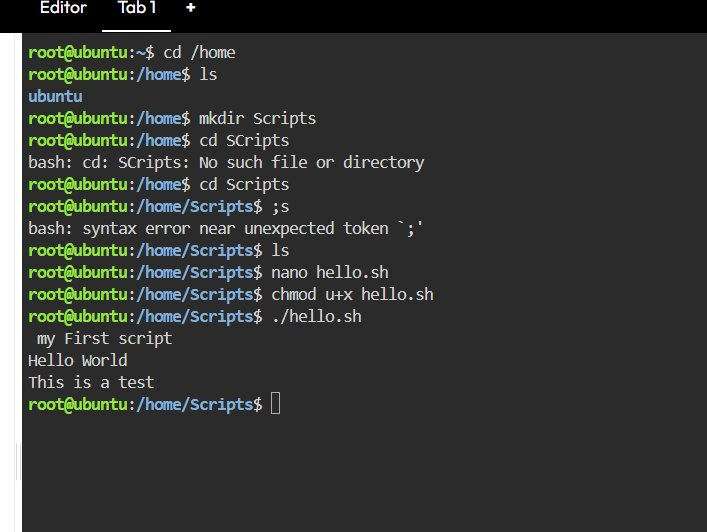 Editor Tab 1 +
root@ubuntu:~$ cd /home
root@ubuntu:/home$ ls
ubuntu
root@ubuntu:/home$ mkdir Scripts
root@ubuntu:/home$ cd SCripts
bash: cd: SCripts: No such file or directory
root@ubuntu:/home$ cd Scripts
root@ubuntu:/home/Scripts$ ;s
bash: syntax error near unexpected token `;'
root@ubuntu:/home/Scripts$ ls
root@ubuntu:/home/Scripts$ nano hello.sh
root@ubuntu:/home/Scripts$ chmod u+x hello.sh
root@ubuntu:/home/Scripts$ ./hello.sh
 my First script
Hello World
This is a test
root@ubuntu:/home/Scripts$